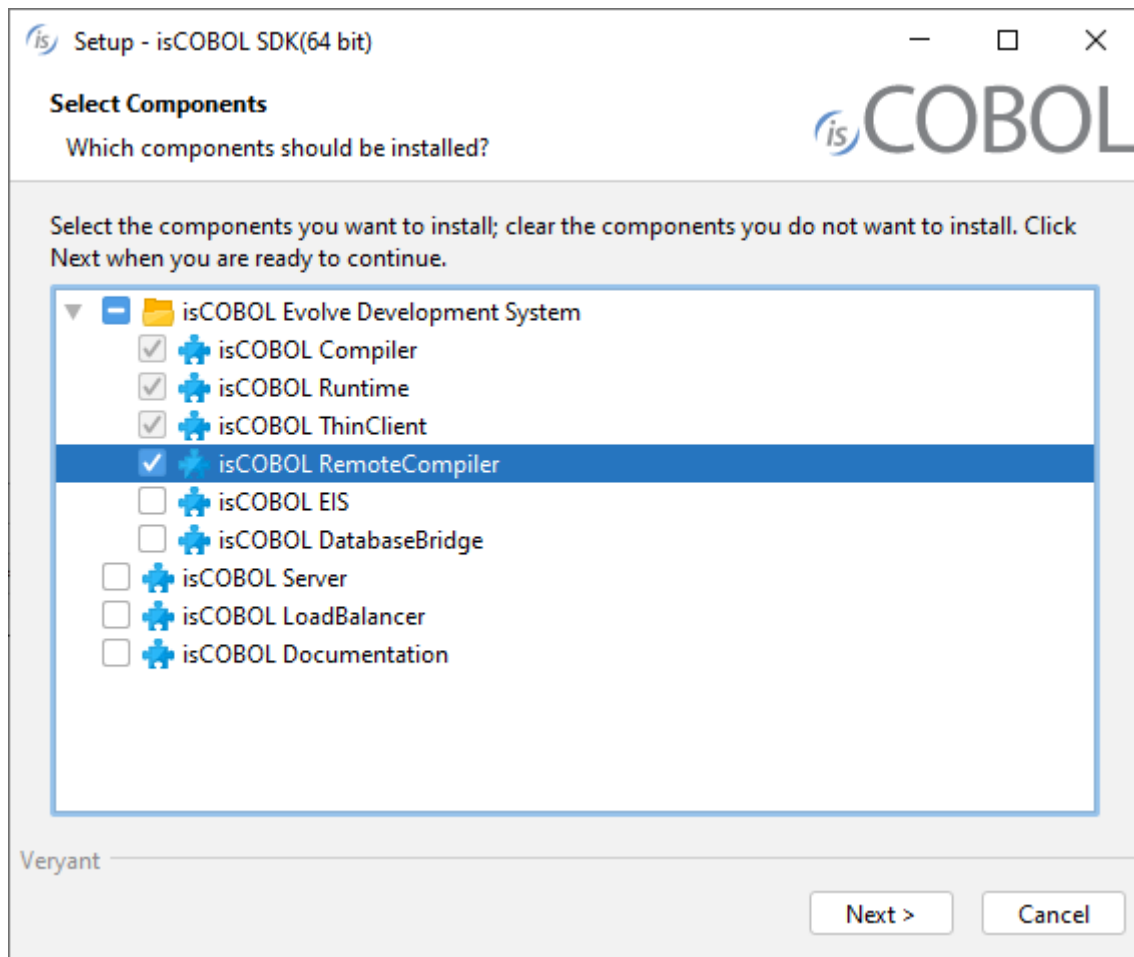 is Setup - isCOBOL SDK(64 bit)
Select Components
Which components should be installed?
isCOBOL
Select the components you want to install; clear the components you do not want to install. Click
Next when you are ready to continue.
isCOBOL Evolve Development System
isCOBOL Compiler
isCOBOL Runtime
isCOBOL ThinClient
isCOBOL RemoteCompiler
isCOBOL EIS
isCOBOL DatabaseBridge
isCOBOL Server
isCOBOL LoadBalancer
isCOBOL Documentation
Veryant
Next >
Cancel